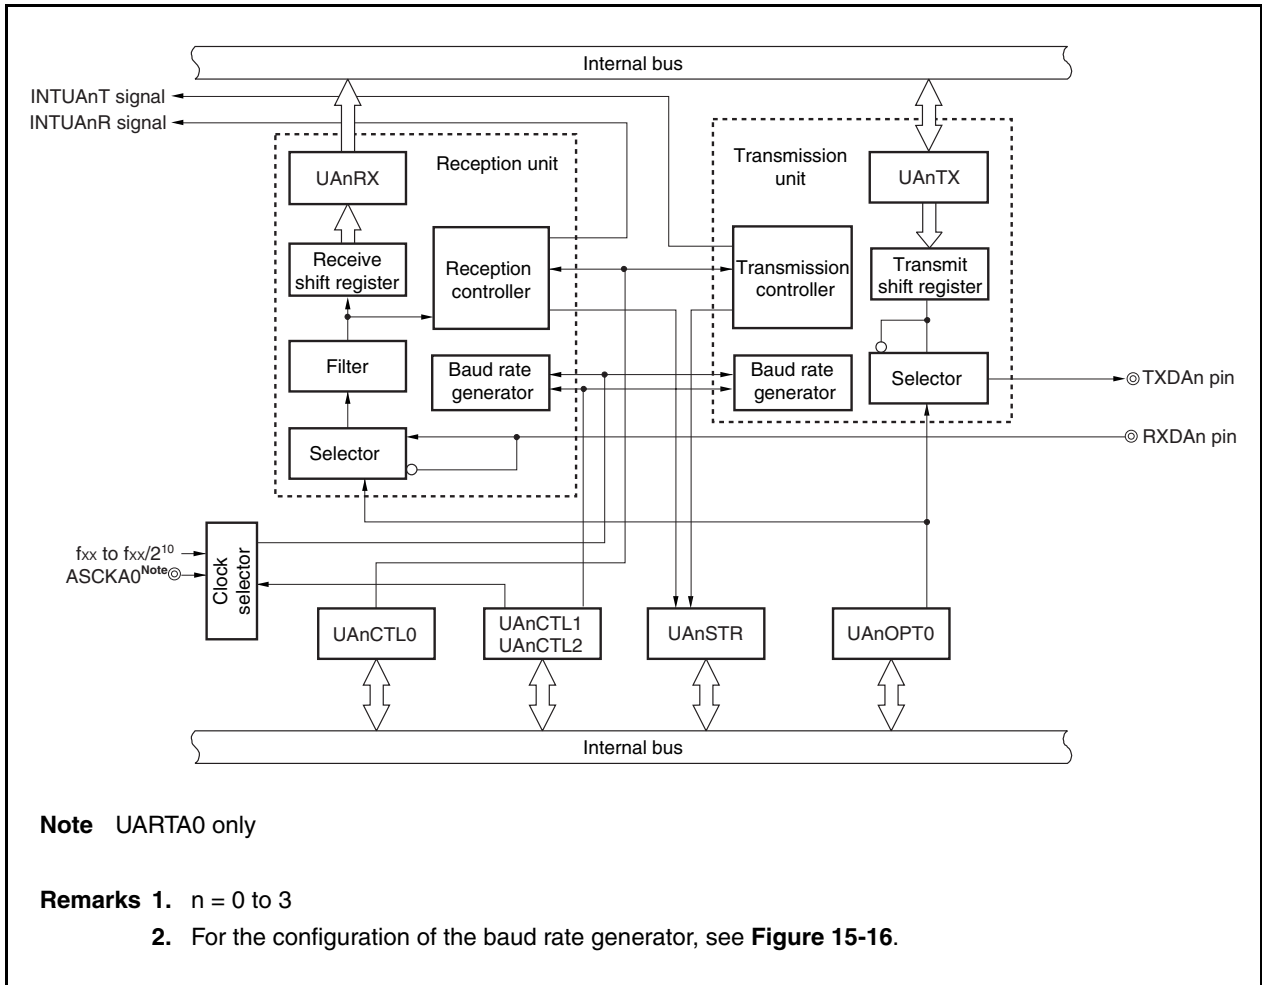 Internal bus
INTUAnT signal
INTUAnR signal
Reception unit
Transmission
unit
UAnRX
UAnTX
Receive
shift register
Reception
controller
Transmission
controller
Transmit
shift register
Filter
Baud rate
generator
Baud rate
generator
Selector
TXDAn pin
Selector
RXDAn pin
fxx to fxx/2¹⁰
ASCKA0Note
Clock
selector
UAnCTL0
UAnCTL1
UAnCTL2
UAnSTR
UAnOPT0
Internal bus
Note UARTA0 only
Remarks 1. n = 0 to 3
2. For the configuration of the baud rate generator, see Figure 15-16.